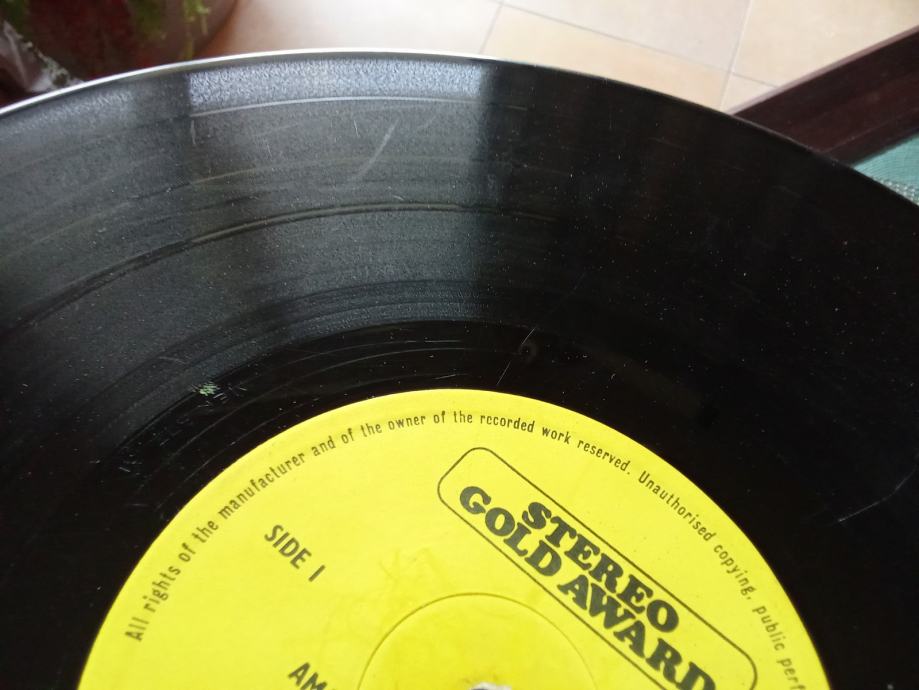 All rights of the manufacturer and of the owner of the recorded work reserved. Unauthorised copying, public perf
STEREO
GOLD AWARD
SIDE I
AM